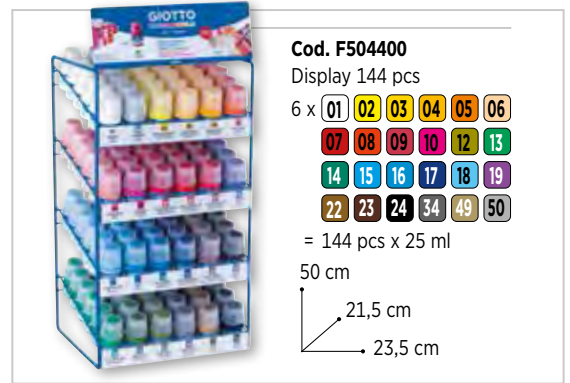 GIOTTO
Cod. F504400
Display 144 pcs
6 x 01 02 03 04 05 06
07 08 09 10 12 13
14 15 16 17 18 19
22 23 24 34 49 50
= 144 pcs x 25 ml
50 cm
21,5 cm
23,5 cm